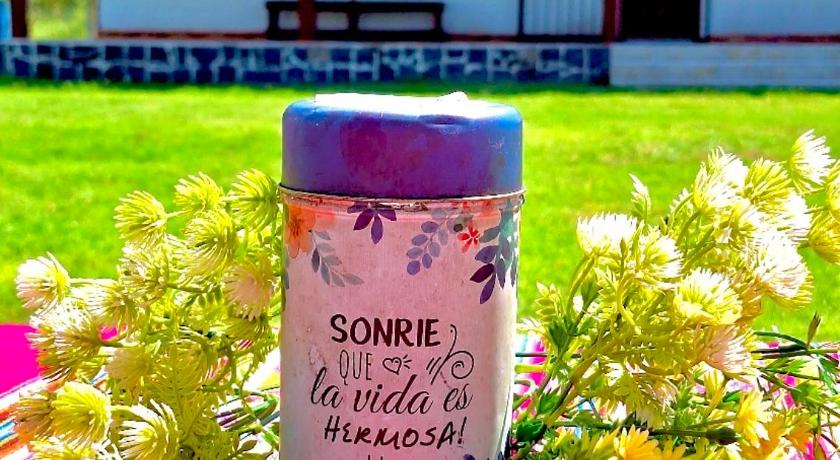 SONRIE
QUE
la vida es
HERMOSA!